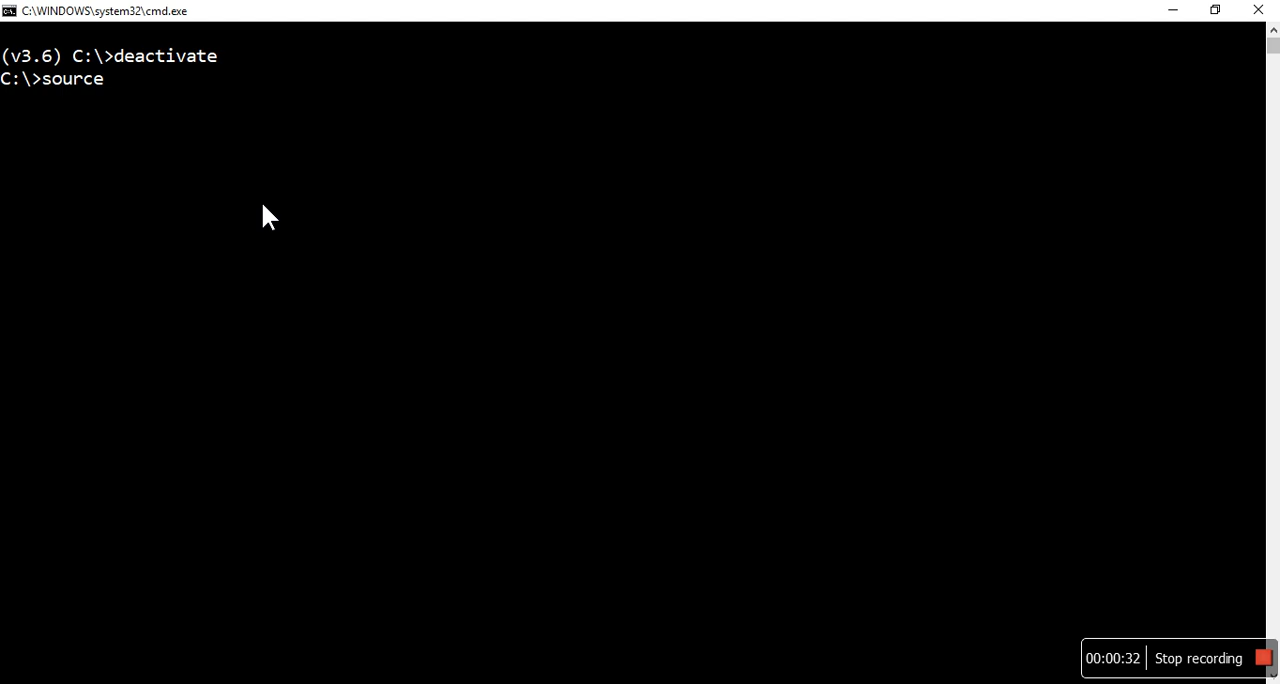 C:\WINDOWS\system32\cmd.exe
(v3.6) C:\>deactivate
C:\>source
00:00:32 Stop recording